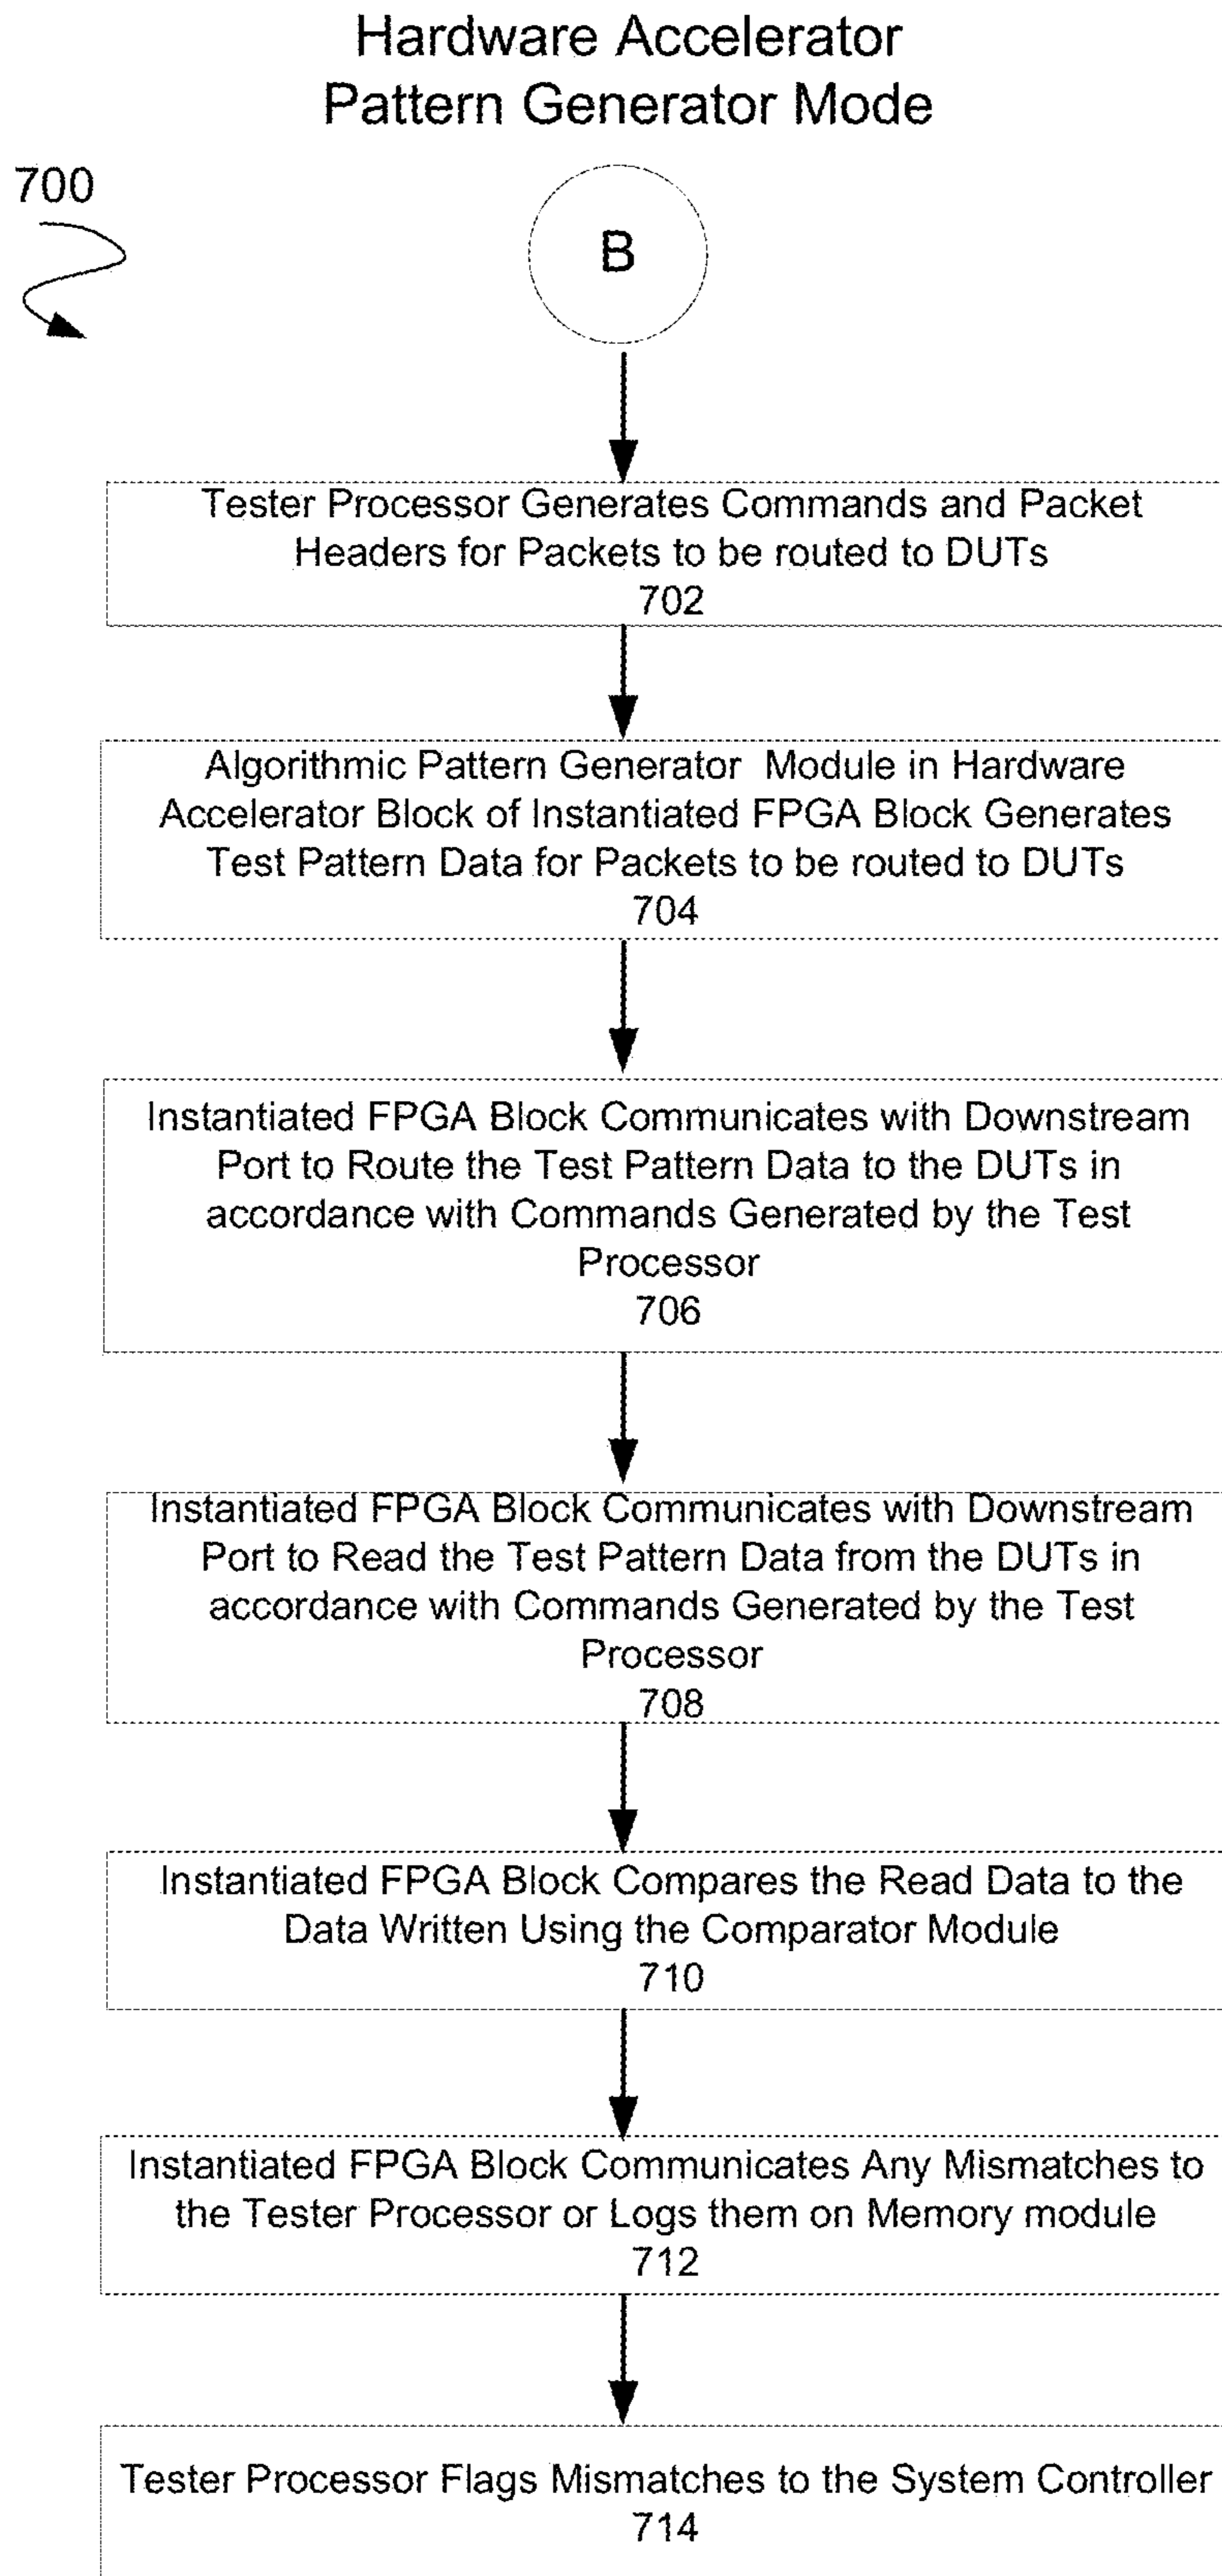 Hardware Accelerator
Pattern Generator Mode
700
B
Tester Processor Generates Commands and Packet
Headers for Packets to be routed to DUTs
702
Algorithmic Pattern Generator Module in Hardware
Accelerator Block of Instantiated FPGA Block Generates
Test Pattern Data for Packets to be routed to DUTs
704
Instantiated FPGA Block Communicates with Downstream
Port to Route the Test Pattern Data to the DUTs in
accordance with Commands Generated by the Test
Processor
706
Instantiated FPGA Block Communicates with Downstream
Port to Read the Test Pattern Data from the DUTs in
accordance with Commands Generated by the Test
Processor
708
Instantiated FPGA Block Compares the Read Data to the
Data Written Using the Comparator Module
710
Instantiated FPGA Block Communicates Any Mismatches to
the Tester Processor or Logs them on Memory module
712
Tester Processor Flags Mismatches to the System Controller
714